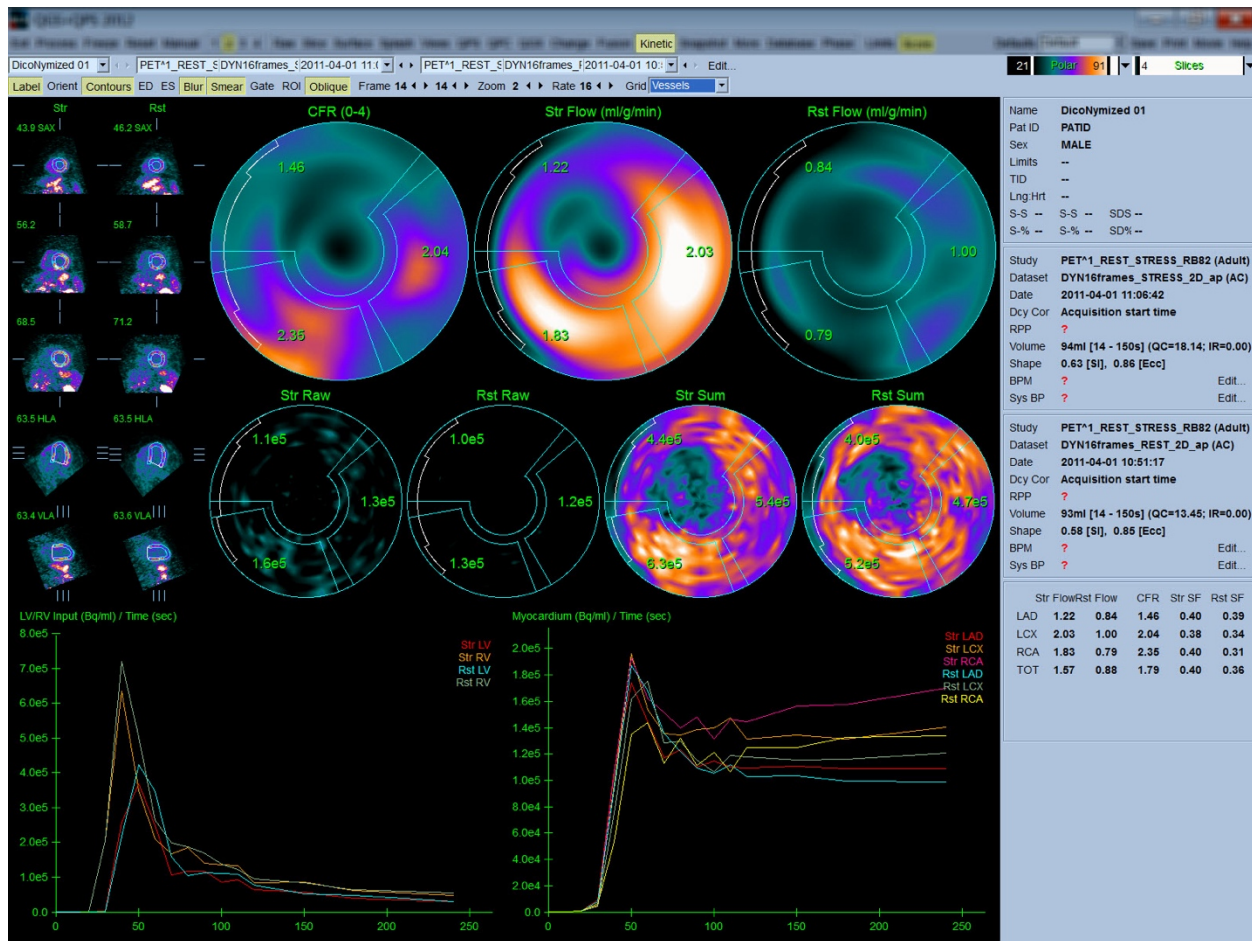 QGS+QPS 2012
Kinetic
DicoNymized 01 PET^1_REST_S DYN16frames_S 2011-04-01 11:0 PET^1_REST_S DYN16frames_F 2011-04-01 10: Edit...
21 Polar 91 4 Slices
Label Orient Contours ED ES Blur Smear Gate ROI Oblique Frame 14 14 Zoom 2 Rate 16 Grid Vessels
Str Rst
43.9 SAX 46.2 SAX
56.2 58.7
68.5 71.2
63.5 HLA 63.5 HLA
63.4 VLA 63.6 VLA
CFR (0-4)
1.46
2.04
2.35
Str Flow (ml/g/min)
1.22
2.03
1.83
Rst Flow (ml/g/min)
0.84
1.00
0.79
Str Raw
1.1e5
1.3e5
1.6e5
Rst Raw
1.0e5
1.2e5
1.3e5
Str Sum
4.4e5
5.4e5
6.3e5
Rst Sum
4.0e5
4.7e5
5.2e5
LV/RV Input (Bq/ml) / Time (sec)
8.0e5
7.0e5
6.0e5
5.0e5
4.0e5
3.0e5
2.0e5
1.0e5
0.0
0 50 100 150 200 250
Str LV
Str RV
Rst LV
Rst RV
Myocardium (Bq/ml) / Time (sec)
2.0e5
1.8e5
1.6e5
1.4e5
1.2e5
1.0e5
8.0e4
6.0e4
4.0e4
2.0e4
0.0
0 50 100 150 200 250
Str LAD
Str LCX
Str RCA
Rst LAD
Rst LCX
Rst RCA
Name DicoNymized 01
Pat ID PATID
Sex MALE
Limits --
TID --
Lng:Hrt --
S-S -- S-S -- SDS --
S-% -- S-% -- SD% --
Study PET^1_REST_STRESS_RB82 (Adult)
Dataset DYN16frames_STRESS_2D_ap (AC)
Date 2011-04-01 11:06:42
Dcy Cor Acquisition start time
RPP ?
Volume 94ml [14 - 150s] (QC=18.14; IR=0.00)
Shape 0.63 [SI], 0.86 [Ecc]
BPM ? Edit...
Sys BP ? Edit...
Study PET^1_REST_STRESS_RB82 (Adult)
Dataset DYN16frames_REST_2D_ap (AC)
Date 2011-04-01 10:51:17
Dcy Cor Acquisition start time
RPP ?
Volume 93ml [14 - 150s] (QC=13.45; IR=0.00)
Shape 0.58 [SI], 0.85 [Ecc]
BPM ? Edit...
Sys BP ? Edit...
Str Flow Rst Flow CFR Str SF Rst SF
LAD 1.22 0.84 1.46 0.40 0.39
LCX 2.03 1.00 2.04 0.38 0.34
RCA 1.83 0.79 2.35 0.40 0.31
TOT 1.57 0.88 1.79 0.40 0.36